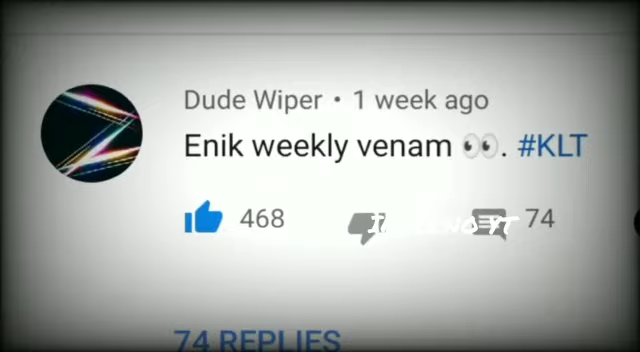 Dude Wiper • 1 week ago
Enik weekly venam 👀. #KLT
468 74
74 REPLIES